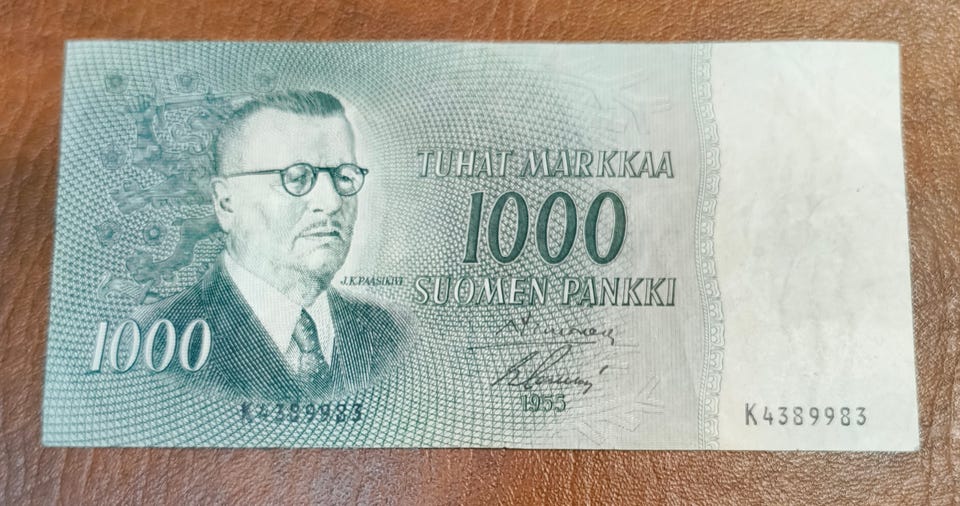 TUHAT MARKKAA
1000
J.K.PAASIKIVI
SUOMEN PANKKI
1000
1955
K4389983
K4389983